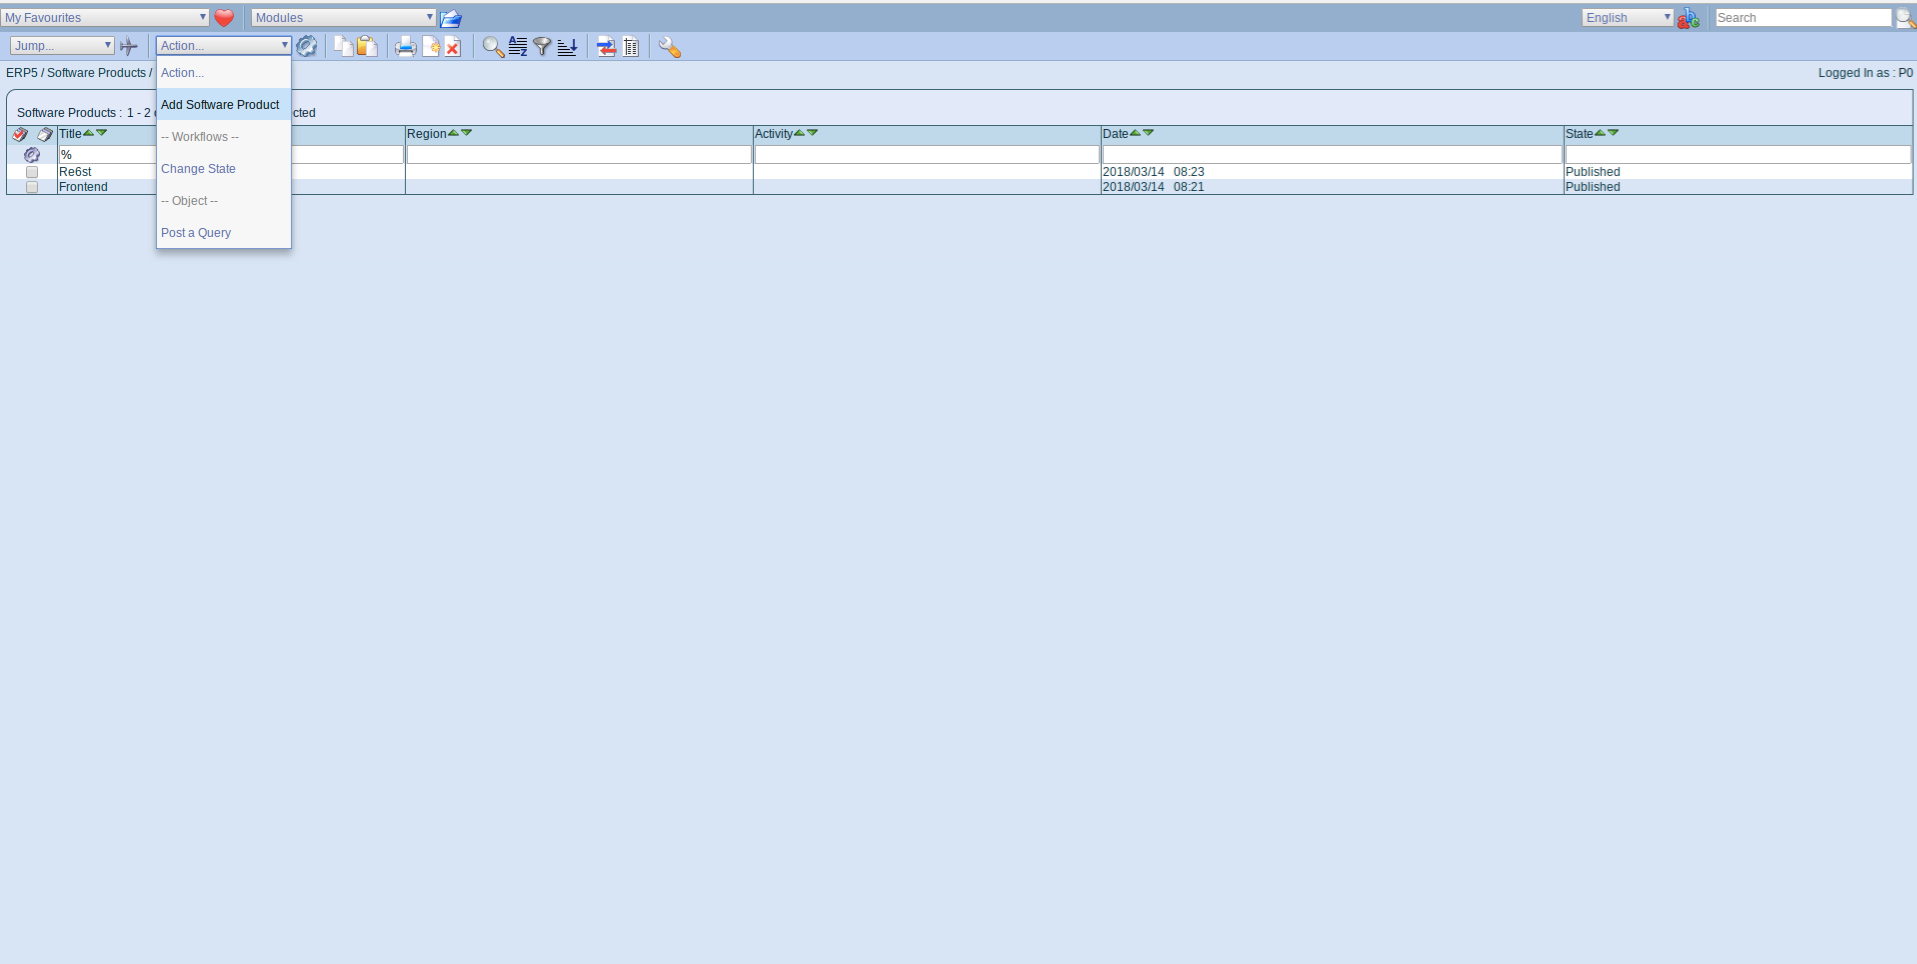 My Favourites Modules English Search
Jump... Action...
ERP5 / Software Products / Action... Logged In as : P0
Add Software Product
Software Products : 1 - 2
Title Region Activity Date State
-- Workflows --
%
Change State
Re6st 2018/03/14 08:23 Published
Frontend 2018/03/14 08:21 Published
-- Object --
Post a Query